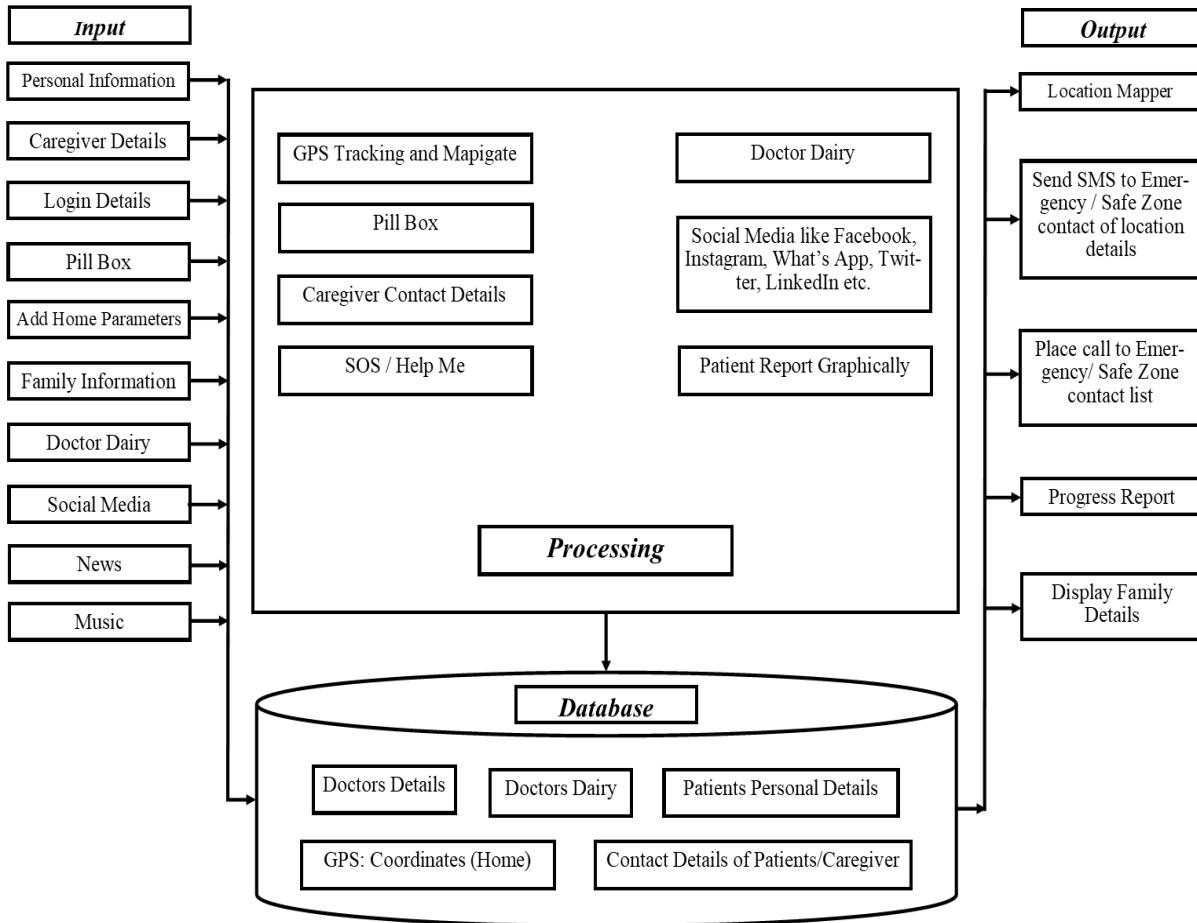 Input
Personal Information
Caregiver Details
Login Details
Pill Box
Add Home Parameters
Family Information
Doctor Dairy
Social Media
News
Music
GPS Tracking and Mapigate
Pill Box
Caregiver Contact Details
SOS / Help Me
Doctor Dairy
Social Media like Facebook,
Instagram, What's App, Twit-
ter, LinkedIn etc.
Patient Report Graphically
Processing
Database
Doctors Details
Doctors Dairy
Patients Personal Details
GPS: Coordinates (Home)
Contact Details of Patients/Caregiver
Output
Location Mapper
Send SMS to Emer-
gency / Safe Zone
contact of location
details
Place call to Emer-
gency/ Safe Zone
contact list
Progress Report
Display Family
Details